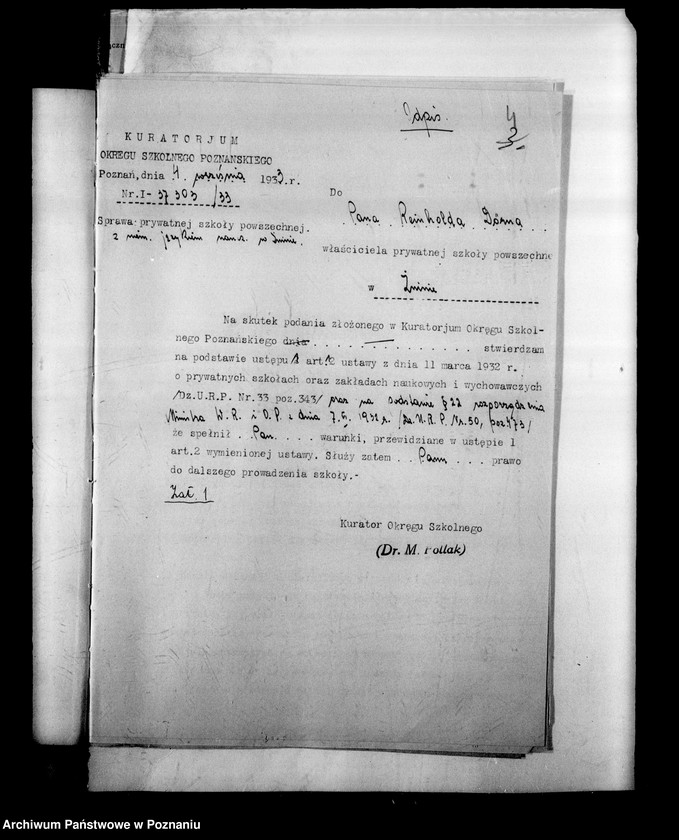 Odpis.
4
KURATORJUM
OKRĘGU SZKOLNEGO POZNAŃSKIEGO
Poznań, dnia 4. września 1933 r.
Nr. I-37303/33
Do
Pana Reinholda
Sprawa: prywatnej szkoły powszechnej.
z niem. językiem naucz. w Żninie.
właściciela prywatnej szkoły powszechne
w Żninie
Na skutek podania złożonego w Kuratorjum Okręgu Szkol-
nego Poznańskiego dnia . . . . . . . . . . . . . . . stwierdzam
na podstawie ustępu 1 art. 12 ustawy z dnia 11 marca 1932 r.
o prywatnych szkołach oraz zakładach naukowych i wychowawczych
/Dz.U.R.P. Nr.33 poz.343/ oraz na podstawie § 22 rozporządzenia
Ministra W. R. i O. P. z dnia 7. 6. 1932 r. /Dz. U. R. P. Nr. 50, poz. 473/
że spełnił . Pan . . . . warunki, przewidziane w ustępie 1
art.2 wymienionej ustawy. Służy zatem . . Panu . . . prawo
do dalszego prowadzenia szkoły.-
Zał. 1
Kurator Okręgu Szkolnego
(Dr. M. Pollak)
Archiwum Państwowe w Poznaniu